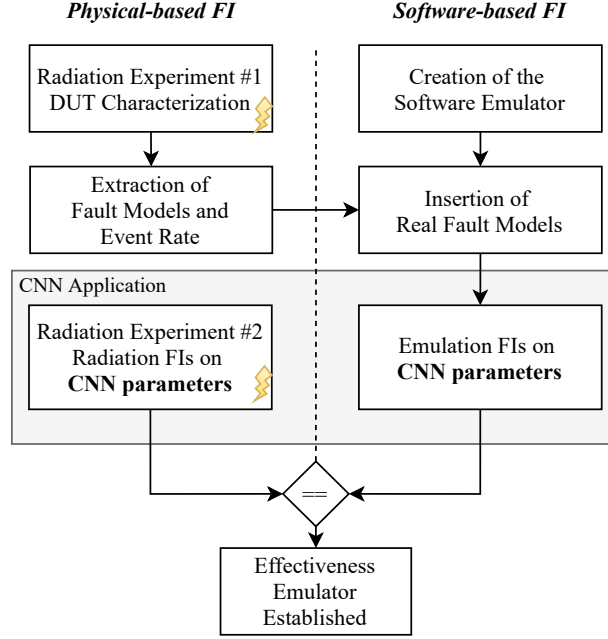 Physical-based FI
Software-based FI
Radiation Experiment #1
DUT Characterization
Creation of the
Software Emulator
Extraction of
Fault Models and
Event Rate
Insertion of
Real Fault Models
CNN Application
Radiation Experiment #2
Radiation FIs on
CNN parameters
Emulation FIs on
CNN parameters
==
Effectiveness
Emulator
Established